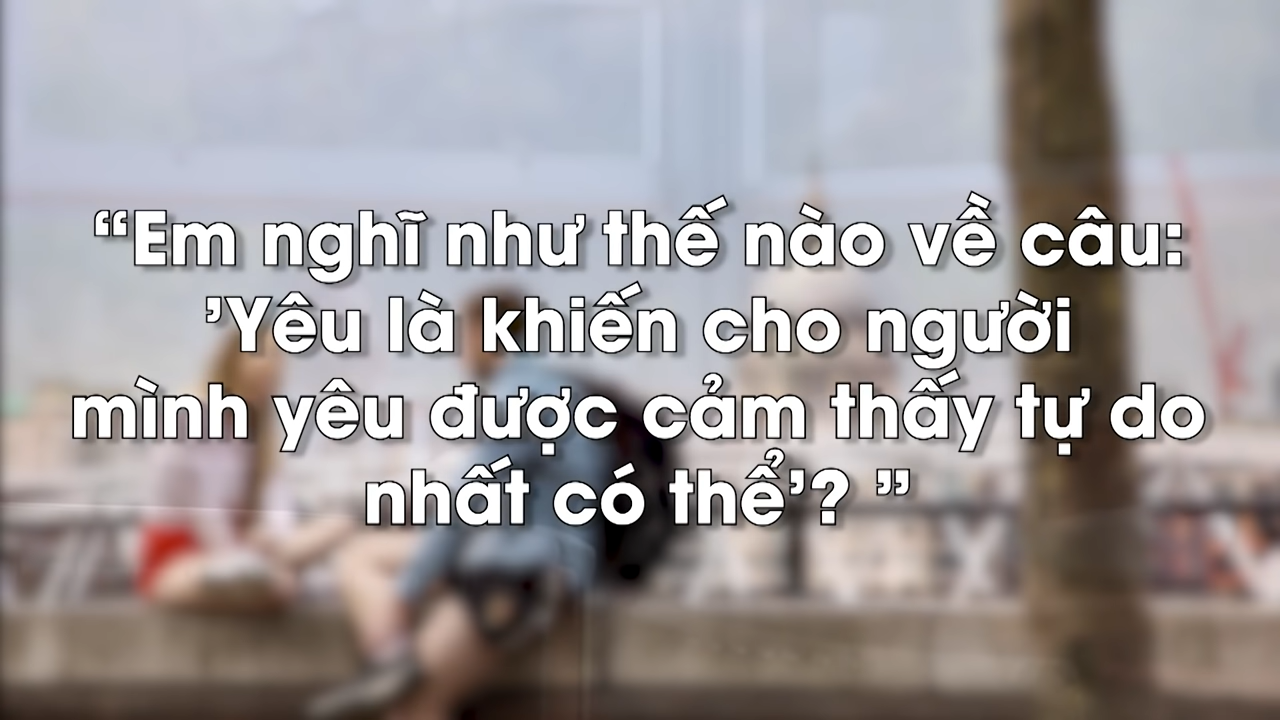 “Em nghĩ như thế nào về câu:
’Yêu là khiến cho người
mình yêu được cảm thấy tự do
nhất có thể’? ”